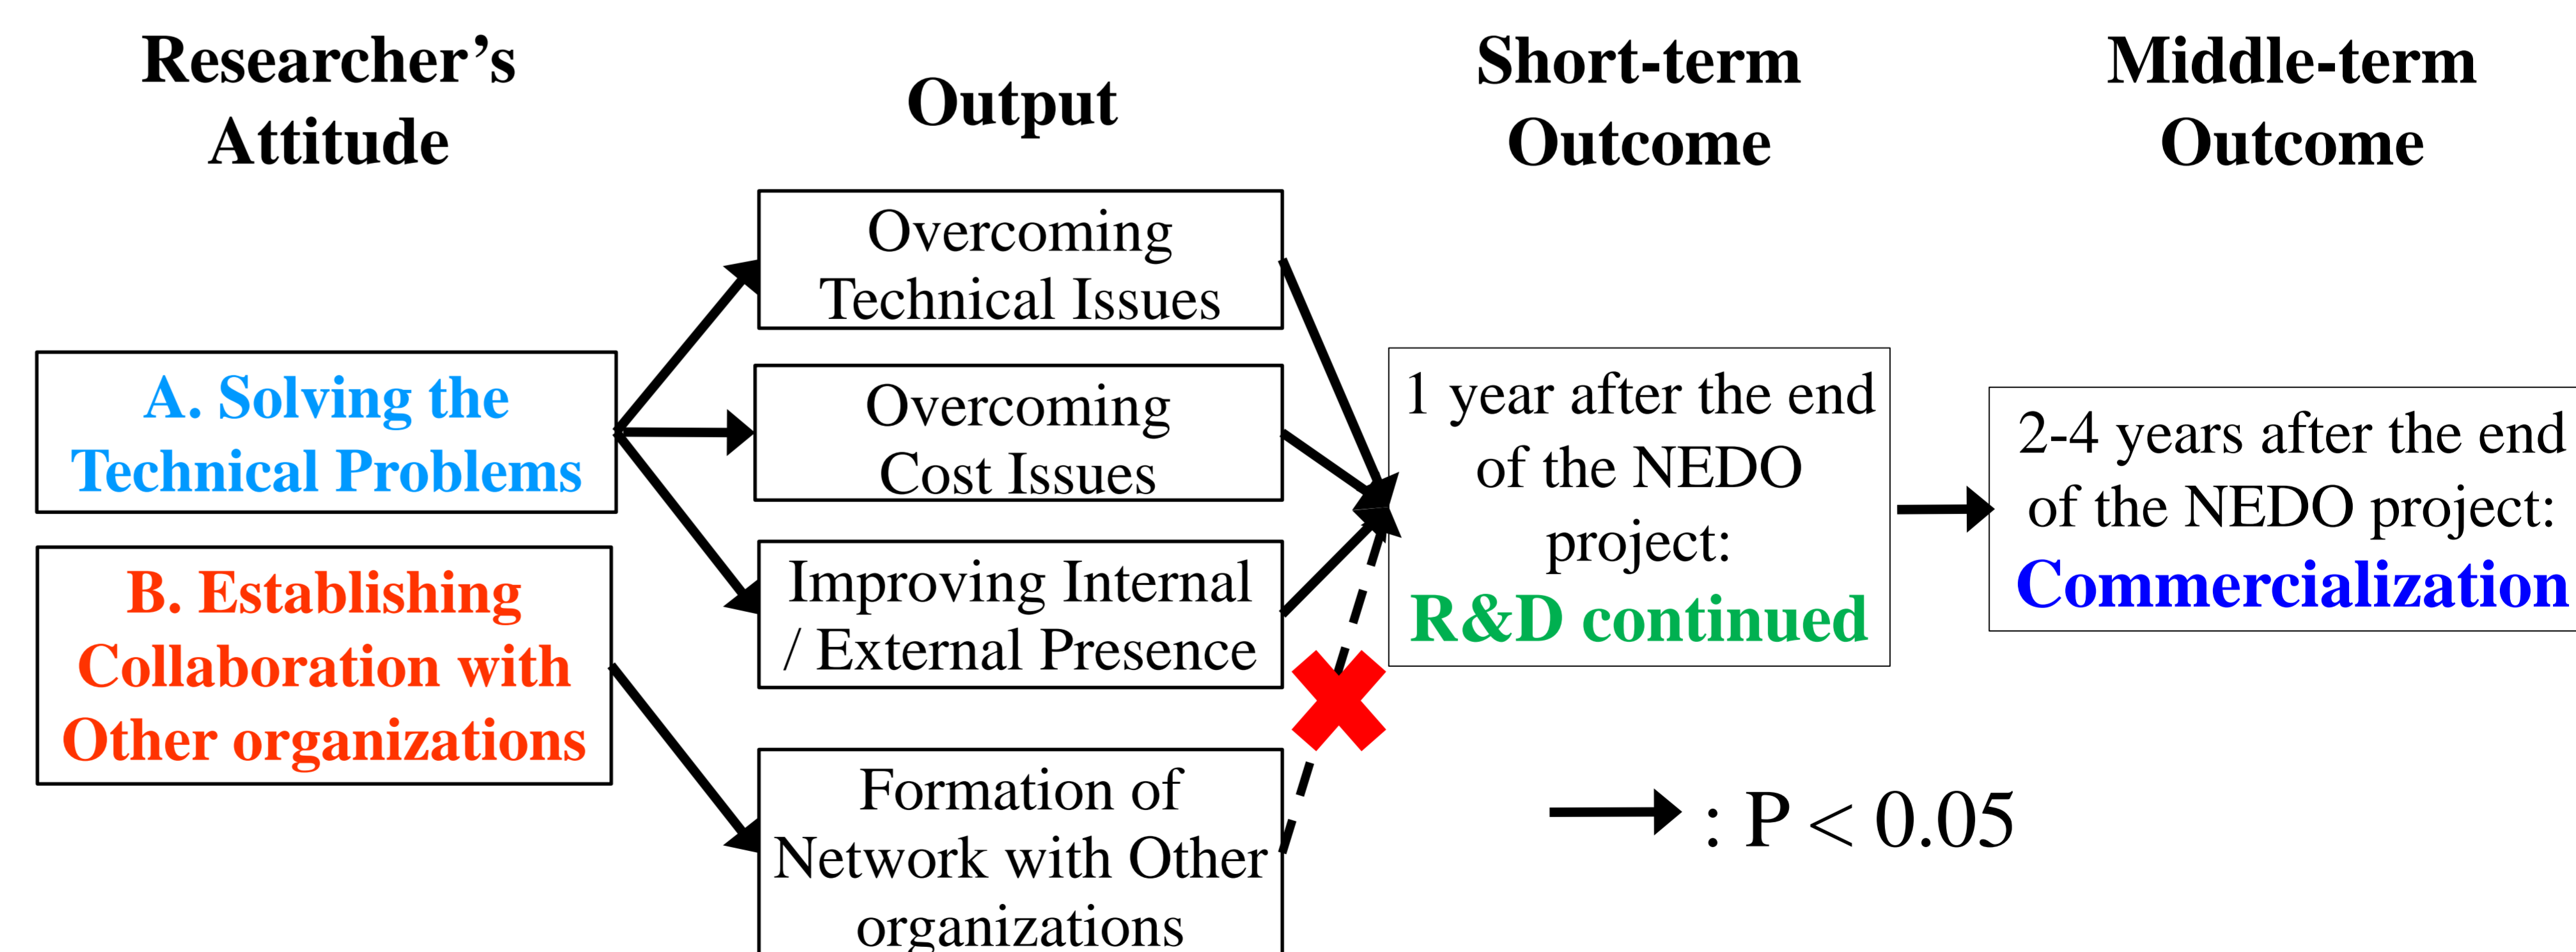 Researcher’s
Attitude
Output
Short-term
Outcome
Middle-term
Outcome
A. Solving the
Technical Problems
B. Establishing
Collaboration with
Other organizations
Overcoming
Technical Issues
Overcoming
Cost Issues
Improving Internal
/ External Presence
Formation of
Network with Other
organizations
1 year after the end
of the NEDO
project:
R&D continued
2-4 years after the end
of the NEDO project:
Commercialization
: P < 0.05